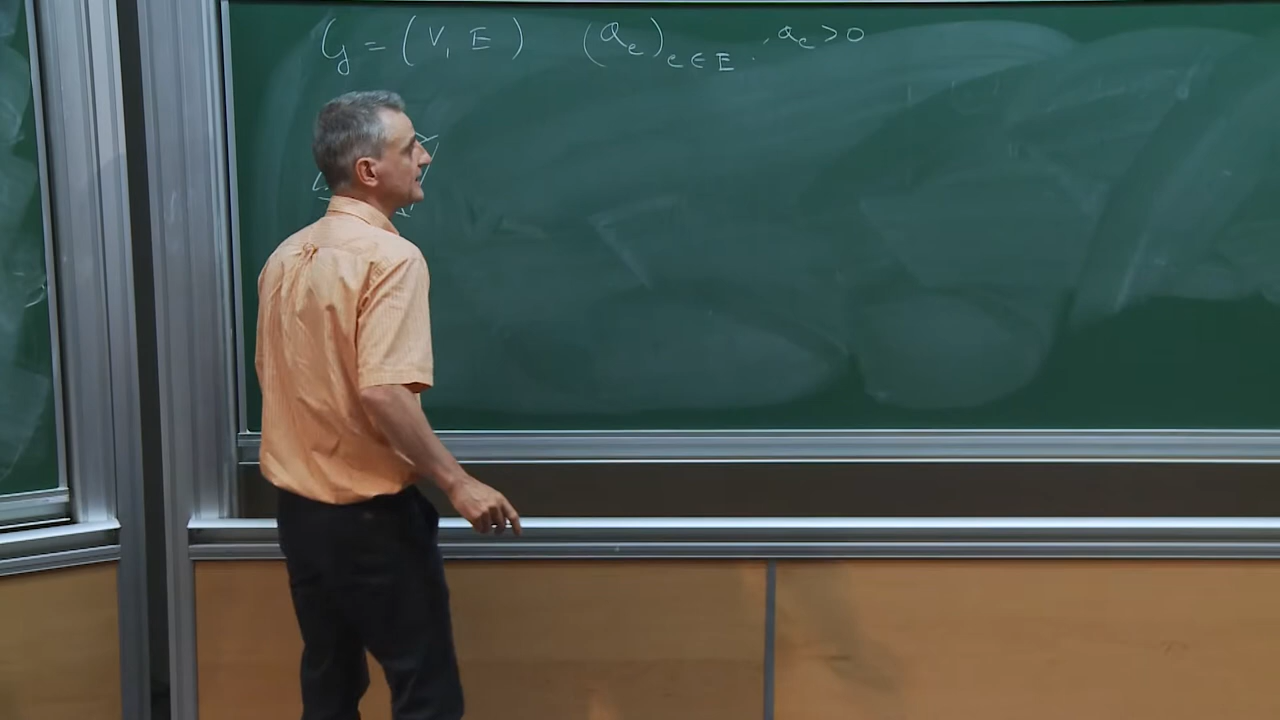 G = (V, E) (a_e)_{e ∈ E}. , a_e > 0